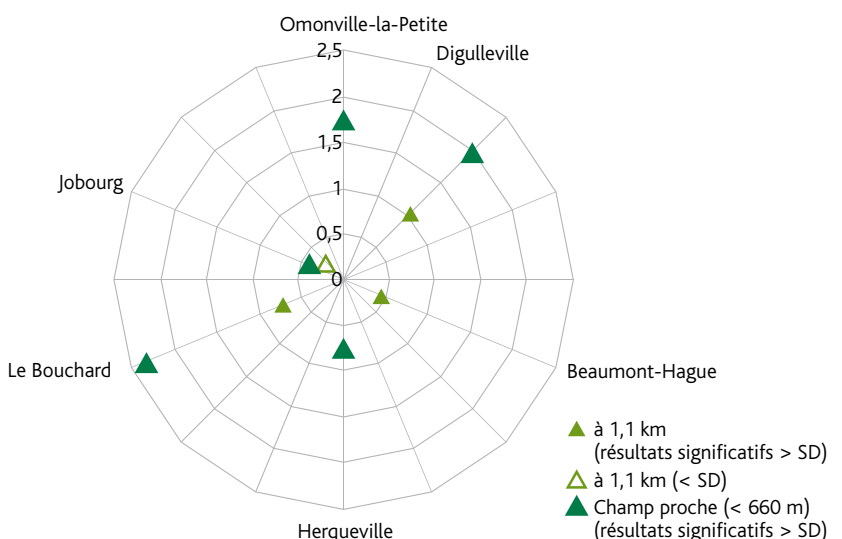 Omonville-la-Petite
2,5
Digulleville
2
1,5
Jobourg
1
0,5
0
Le Bouchard
Beaumont-Hague
à 1,1 km
(résultats significatifs > SD)
à 1,1 km (< SD)
Champ proche (< 660 m)
(résultats significatifs > SD)
Herqueville